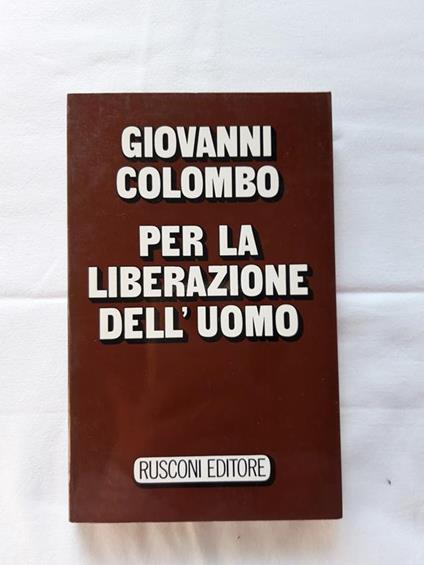 GIOVANNI
COLOMBO
PER LA
LIBERAZIONE
DELL'UOMO
RUSCONI EDITORE